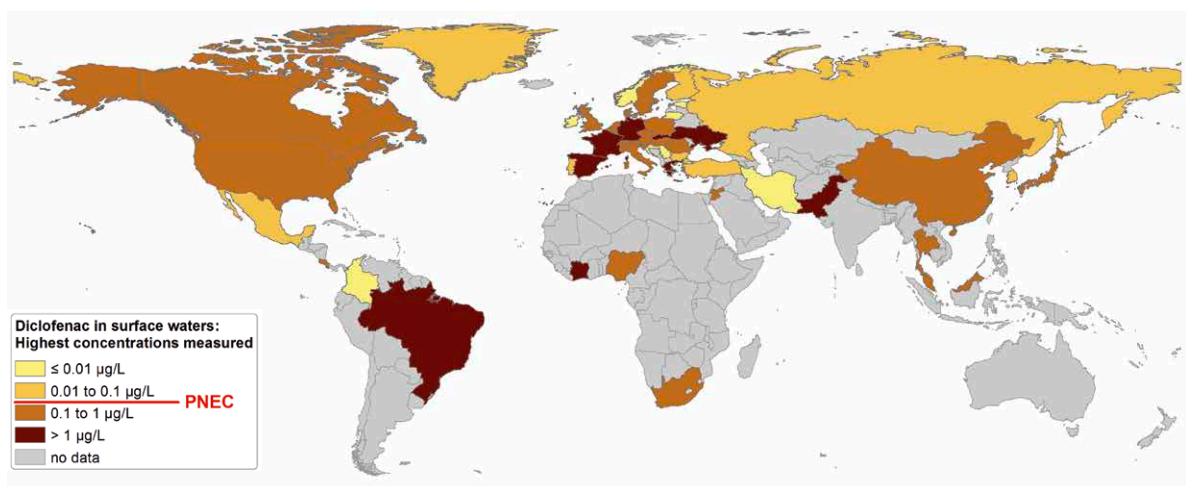 Diclofenac in surface waters:
Highest concentrations measured
≤ 0.01 µg/L
0.01 to 0.1 µg/L
PNEC
0.1 to 1 µg/L
> 1 µg/L
no data